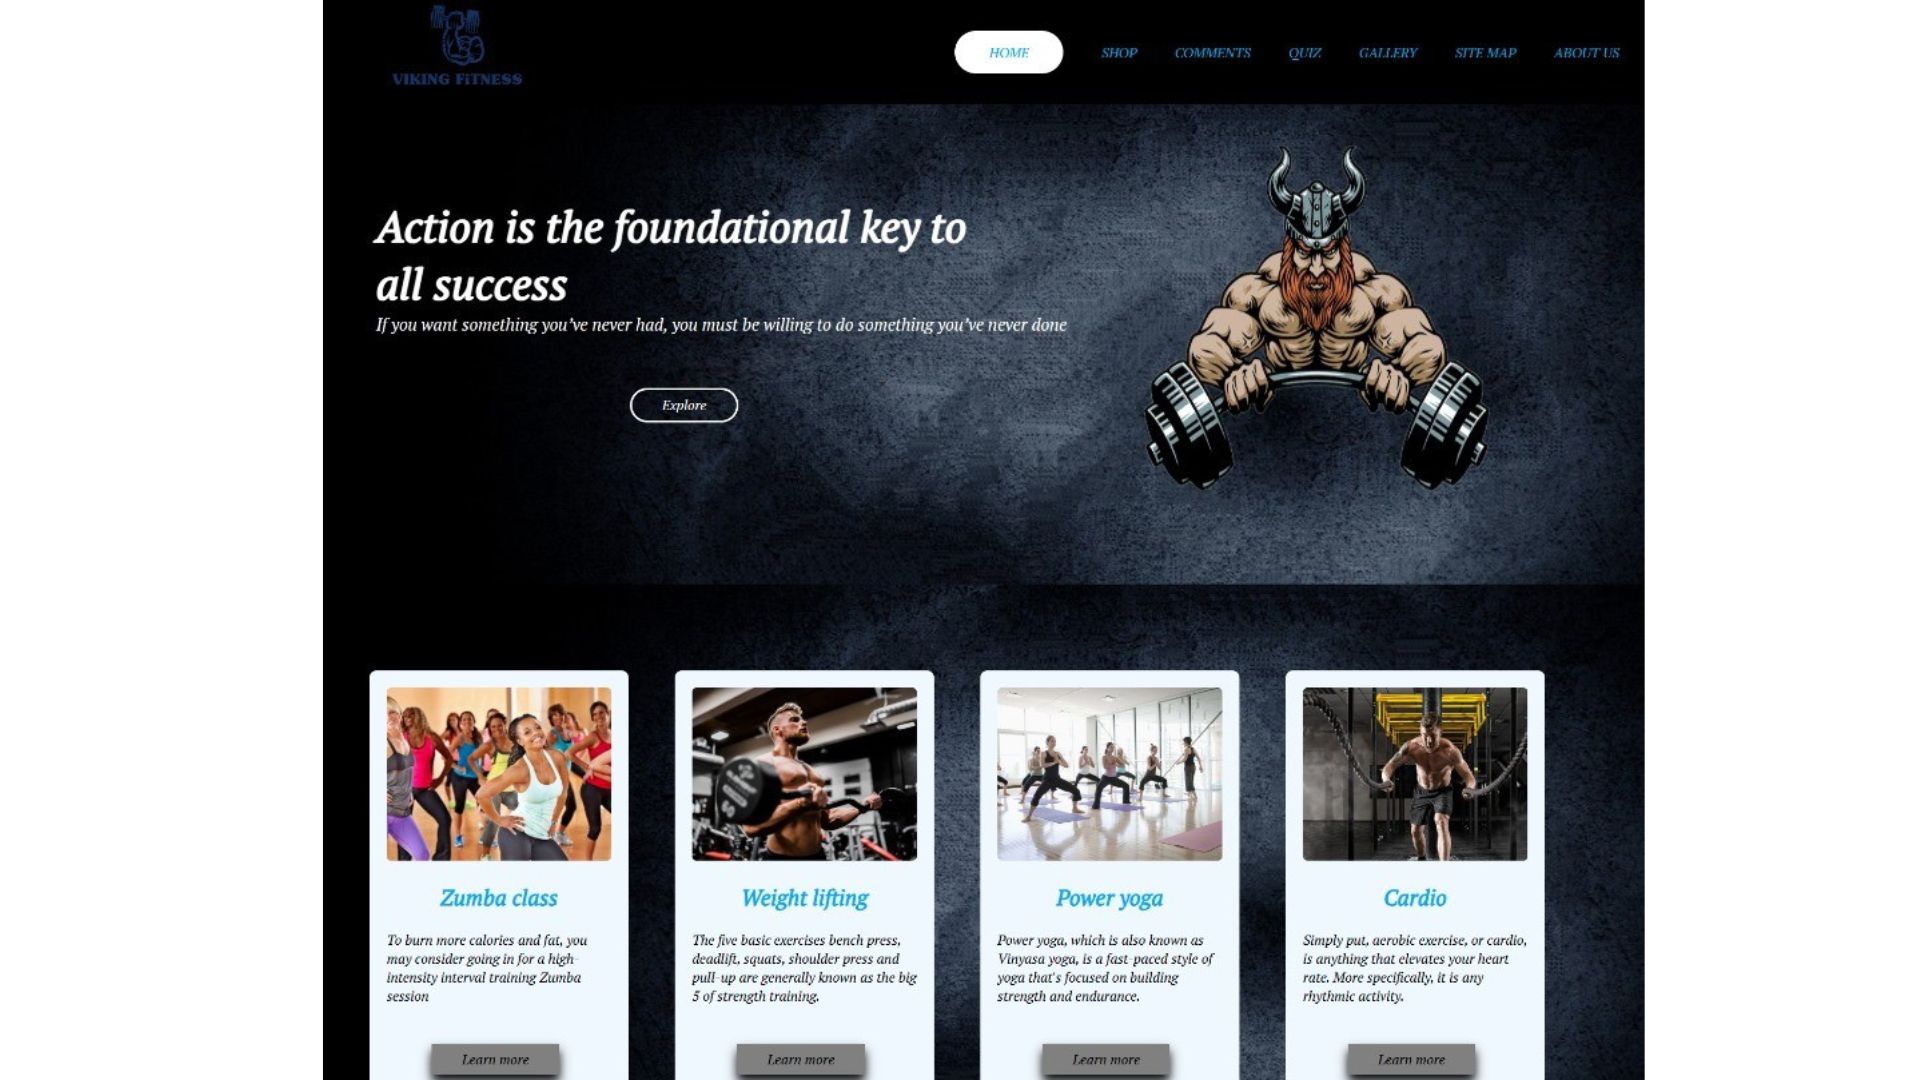 VIKING FiTNESS
HOME SHOP COMMENTS QUIZ GALLERY SITE MAP ABOUT US
Action is the foundational key to
all success
If you want something you've never had, you must be willing to do something you've never done
Explore
Zumba class
To burn more calories and fat, you
may consider going in for a high-
intensity interval training Zumba
session
Learn more
Weight lifting
The five basic exercises bench press,
deadlift, squats, shoulder press and
pull-up are generally known as the big
5 of strength training.
Learn more
Power yoga
Power yoga, which is also known as
Vinyasa yoga, is a fast-paced style of
yoga that's focused on building
strength and endurance.
Learn more
Cardio
Simply put, aerobic exercise, or cardio,
is anything that elevates your heart
rate. More specifically, it is any
rhythmic activity.
Learn more